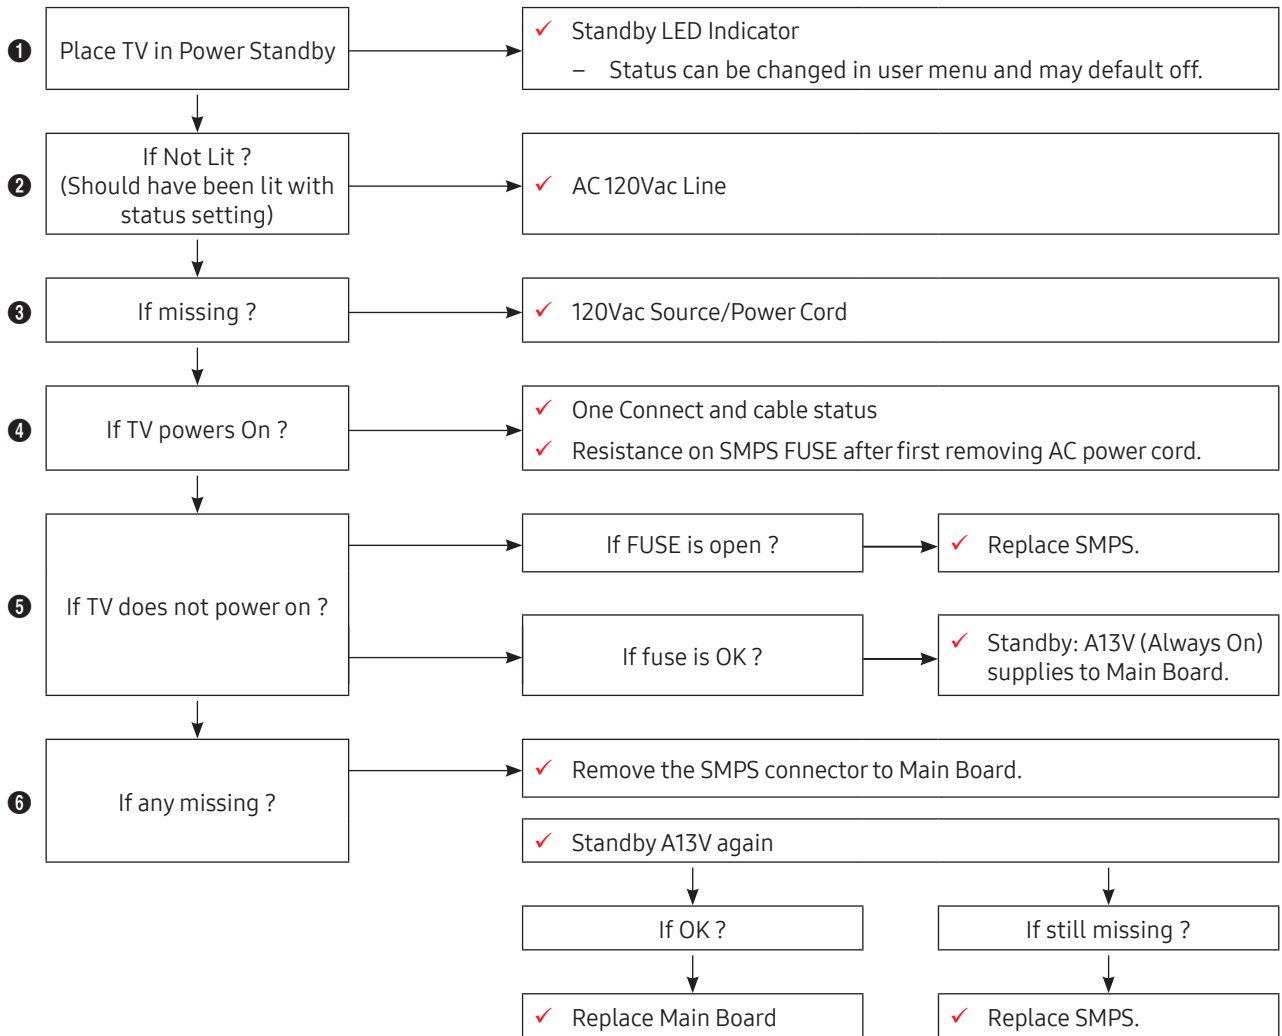 ❶
Place TV in Power Standby
✓ Standby LED Indicator
– Status can be changed in user menu and may default off.
❷
If Not Lit ?
(Should have been lit with
status setting)
✓ AC 120Vac Line
❸
If missing ?
✓ 120Vac Source/Power Cord
❹
If TV powers On ?
✓ One Connect and cable status
✓ Resistance on SMPS FUSE after first removing AC power cord.
❺
If TV does not power on ?
If FUSE is open ?
✓ Replace SMPS.
If fuse is OK ?
✓ Standby: A13V (Always On)
supplies to Main Board.
❻
If any missing ?
✓ Remove the SMPS connector to Main Board.
✓ Standby A13V again
If OK ?
If still missing ?
✓ Replace Main Board
✓ Replace SMPS.